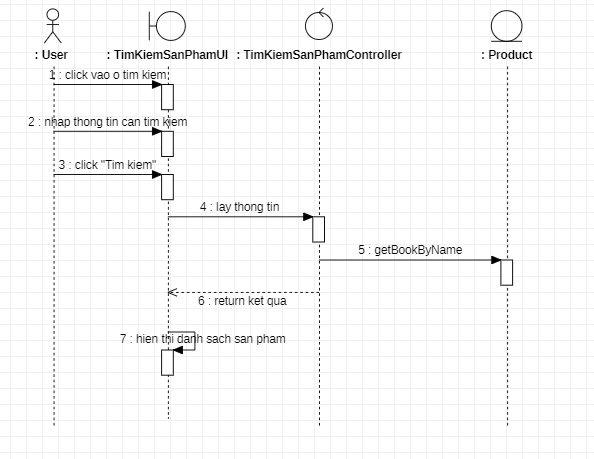 : User
: TimKiemSanPhamUI
: TimKiemSanPhamController
: Product
1 : click vao o tim kiem
2 : nhap thong tin can tim kiem
3 : click "Tim kiem"
4 : lay thong tin
5 : getBookByName
6 : return ket qua
7 : hien thi danh sach san pham